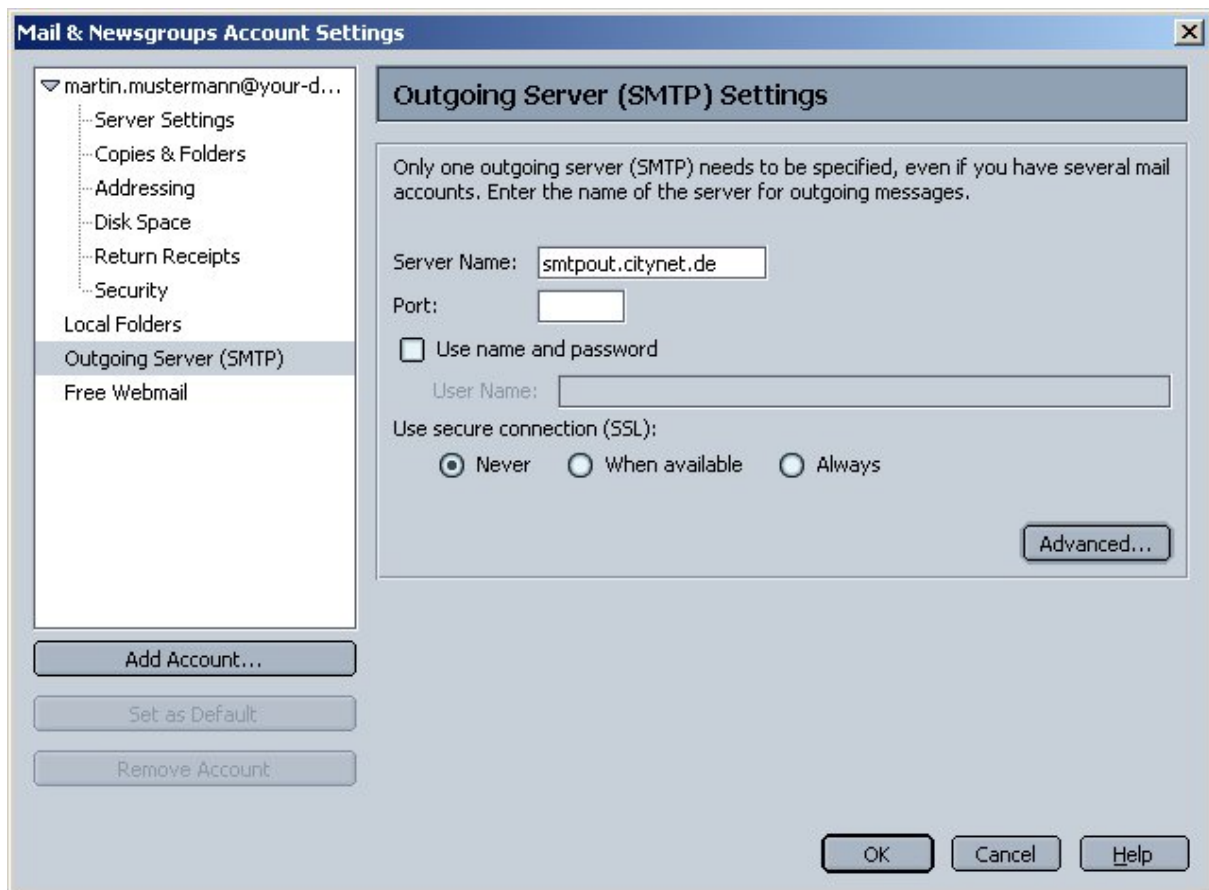 Mail & Newsgroups Account Settings
martin.mustermann@your-d...
Server Settings
Copies & Folders
Addressing
Disk Space
Return Receipts
Security
Local Folders
Outgoing Server (SMTP)
Free Webmail
Add Account...
Set as Default
Remove Account
Outgoing Server (SMTP) Settings
Only one outgoing server (SMTP) needs to be specified, even if you have several mail
accounts. Enter the name of the server for outgoing messages.
Server Name: smtpout.citynet.de
Port:
Use name and password
User Name:
Use secure connection (SSL):
Never When available Always
Advanced...
OK Cancel Help